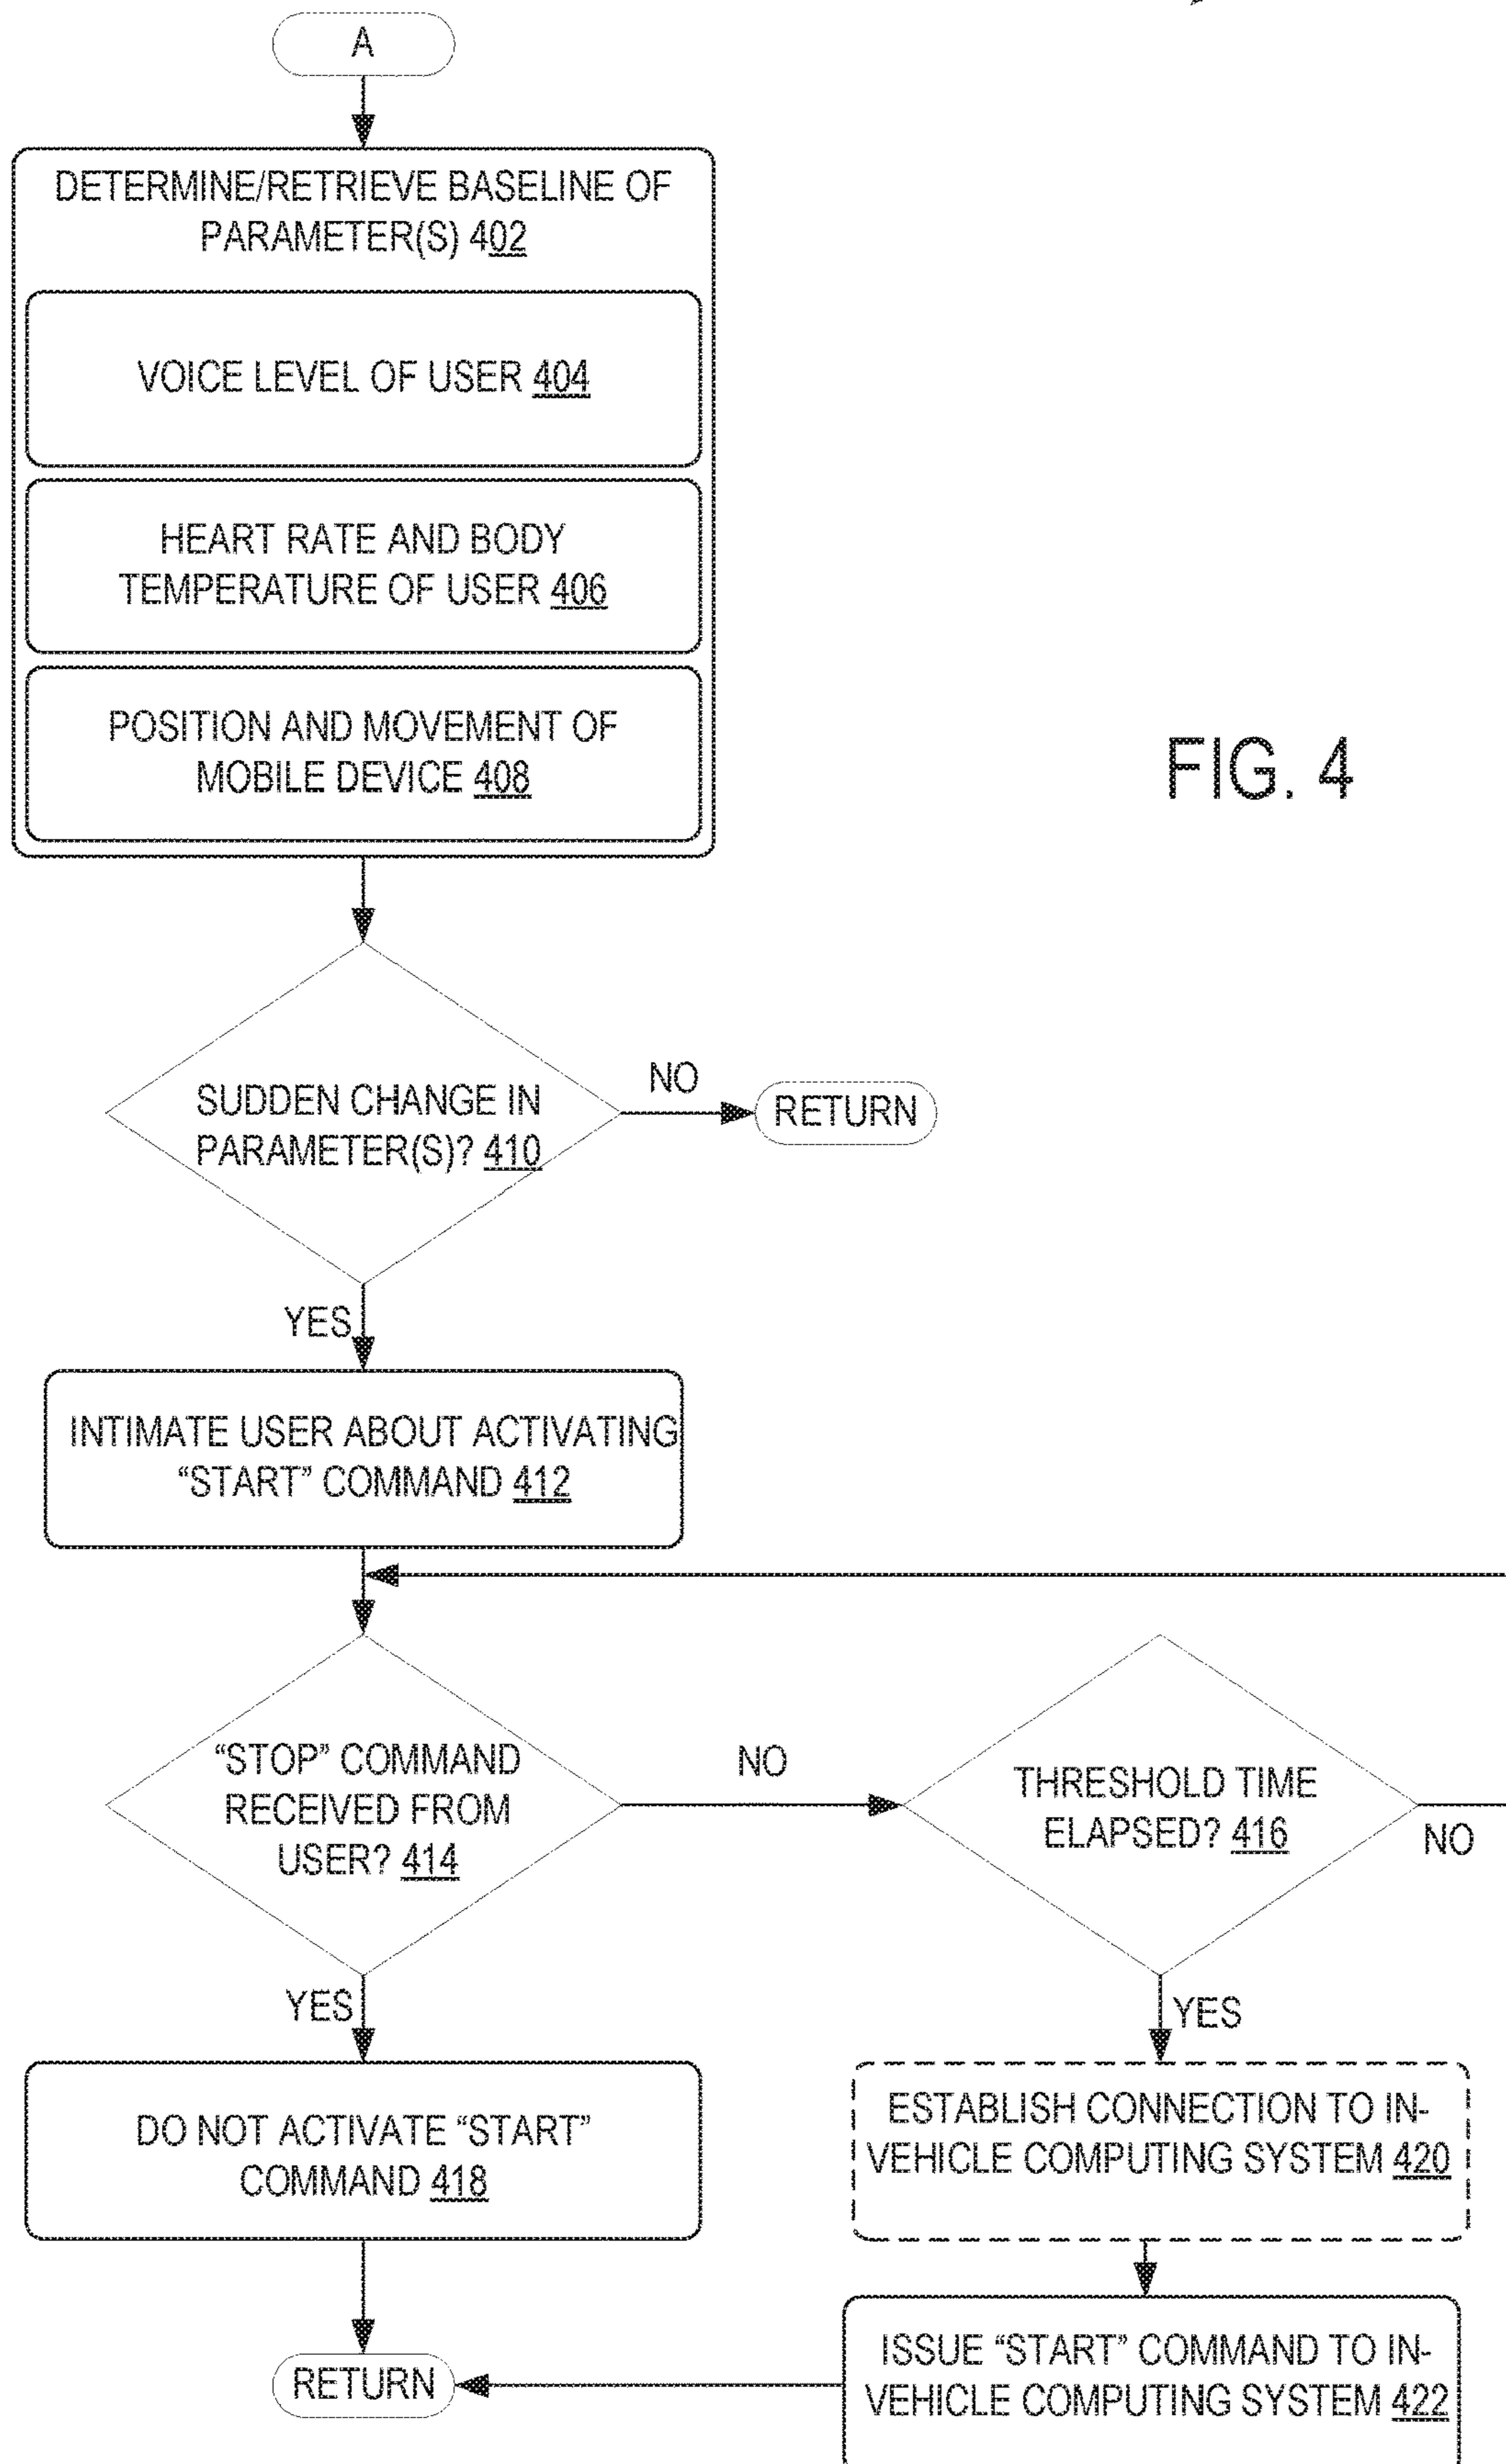 A
DETERMINE/RETRIEVE BASELINE OF
PARAMETER(S) 402
VOICE LEVEL OF USER 404
HEART RATE AND BODY
TEMPERATURE OF USER 406
POSITION AND MOVEMENT OF
MOBILE DEVICE 408
FIG. 4
SUDDEN CHANGE IN
PARAMETER(S)? 410
NO
RETURN
YES
INTIMATE USER ABOUT ACTIVATING
“START” COMMAND 412
“STOP” COMMAND
RECEIVED FROM
USER? 414
NO
THRESHOLD TIME
ELAPSED? 416
NO
YES
YES
DO NOT ACTIVATE “START”
COMMAND 418
ESTABLISH CONNECTION TO IN-
VEHICLE COMPUTING SYSTEM 420
RETURN
ISSUE “START” COMMAND TO IN-
VEHICLE COMPUTING SYSTEM 422